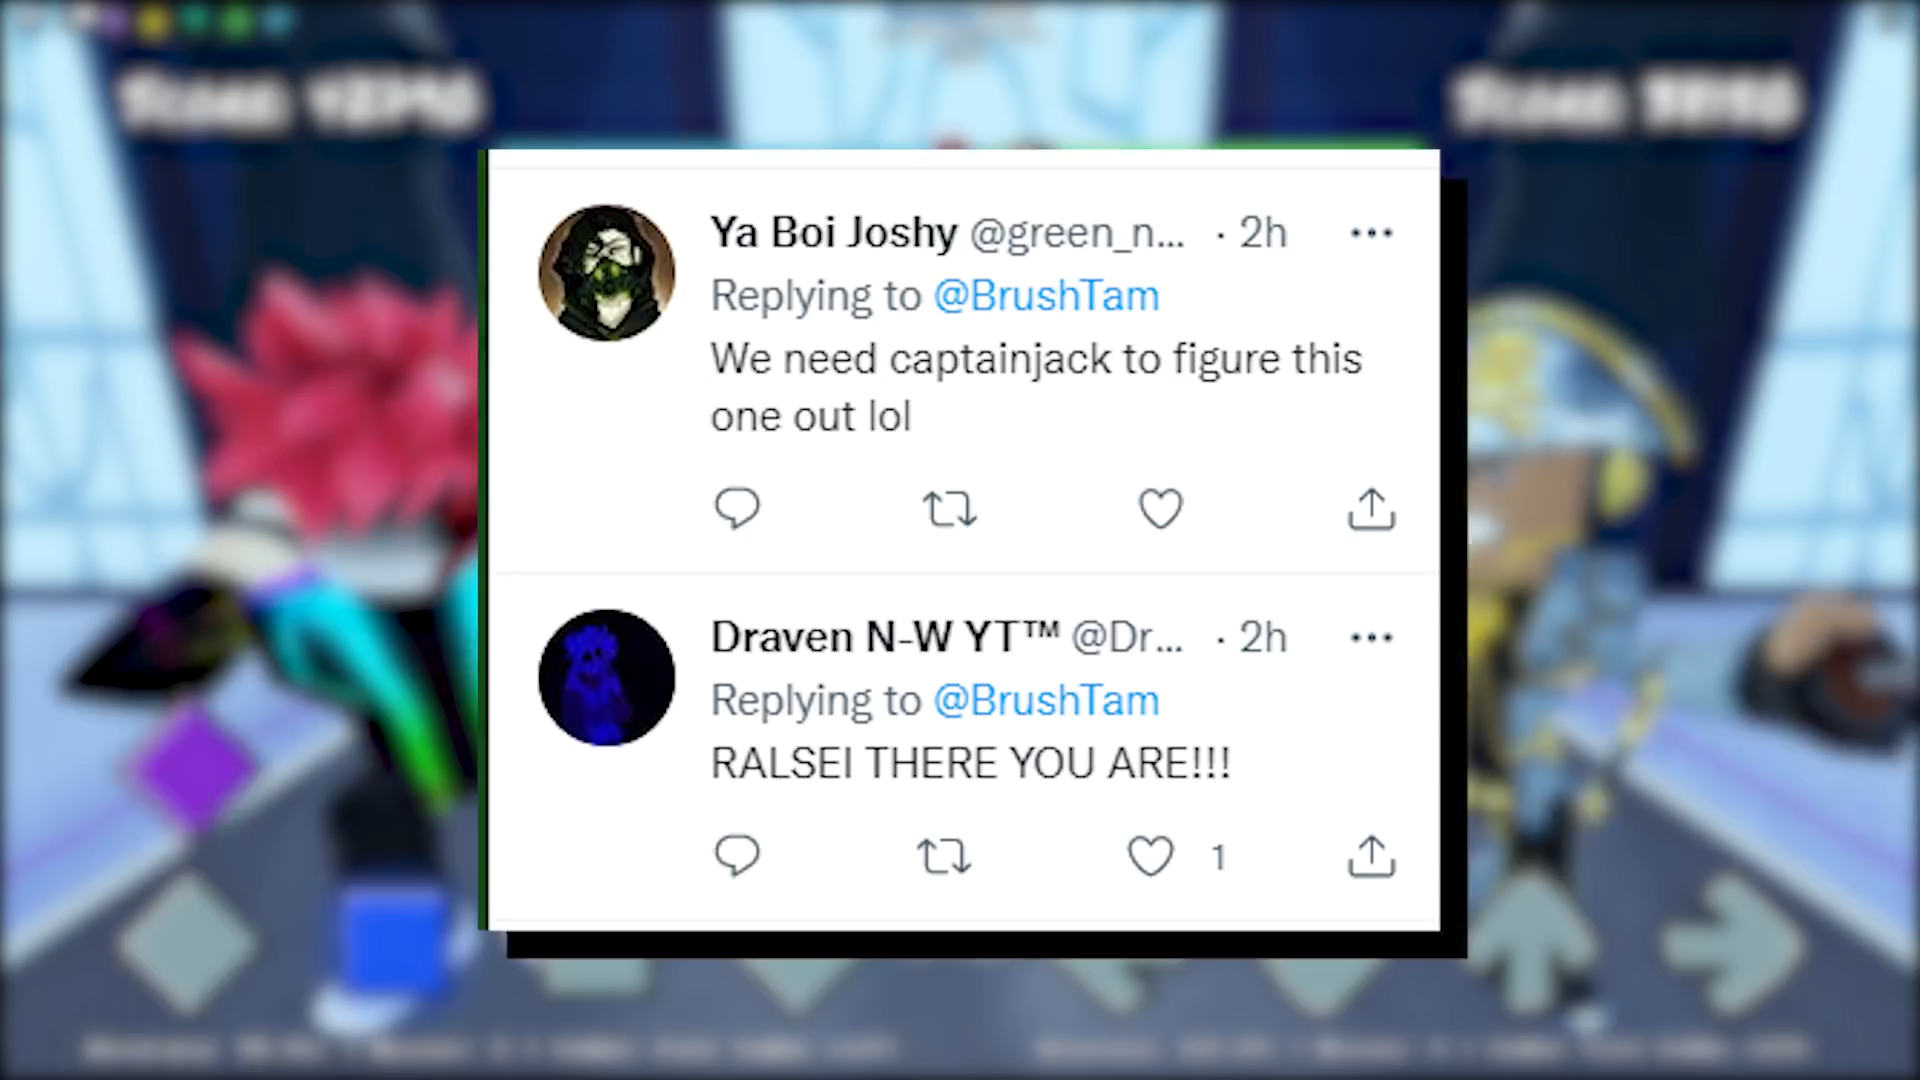 Ya Boi Joshy @green_n... · 2h
Replying to @BrushTam
We need captainjack to figure this
one out lol
Draven N-W YT™ @Dr... · 2h
Replying to @BrushTam
RALSEI THERE YOU ARE!!!
1